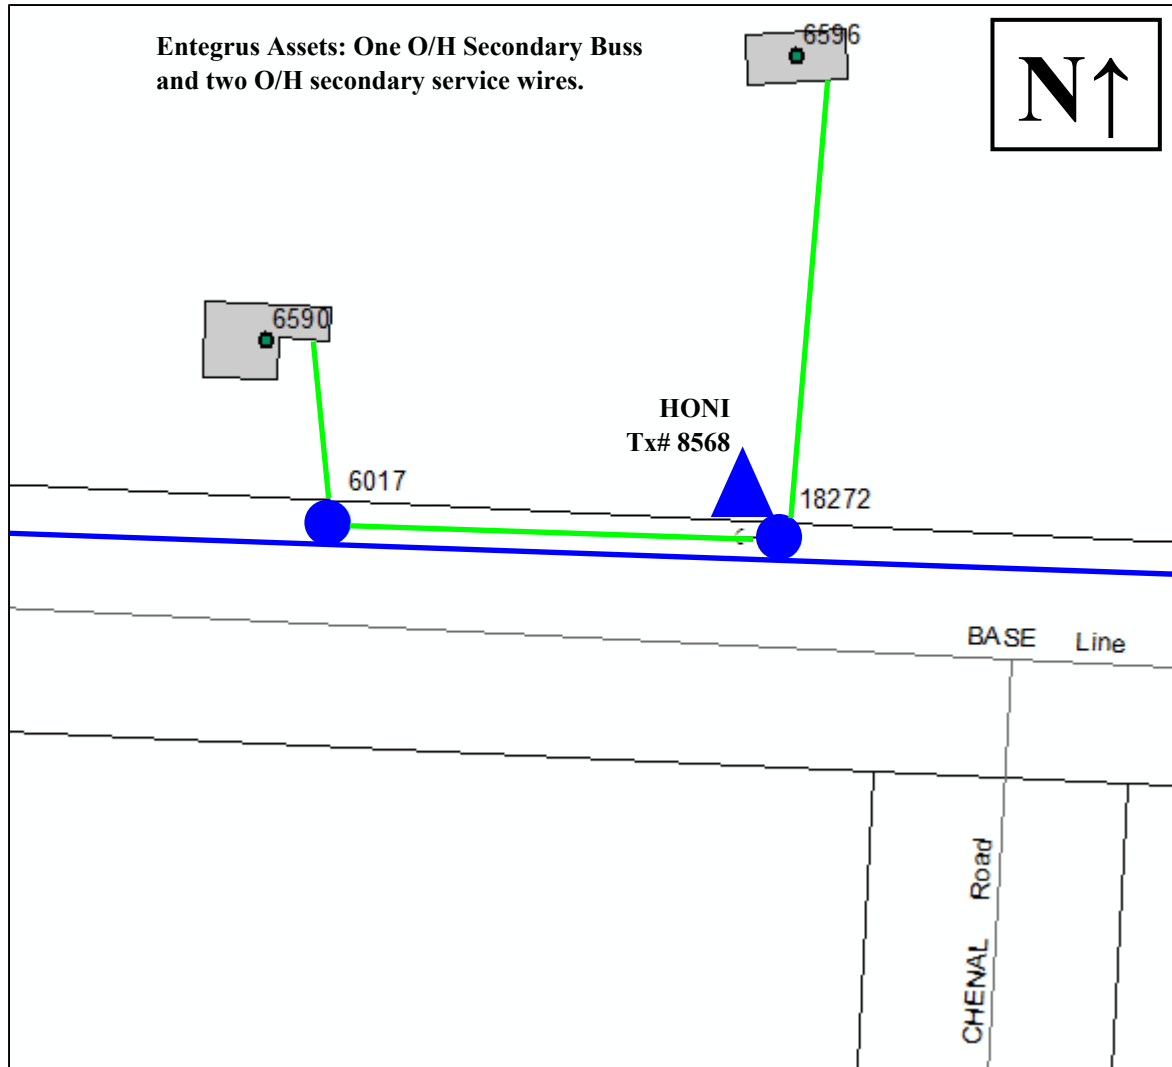 Entegrus Assets: One O/H Secondary Buss
and two O/H secondary service wires.
6596
N↑
6590
HONI
Tx# 8568
6017
18272
BASE Line
CHENAL Road